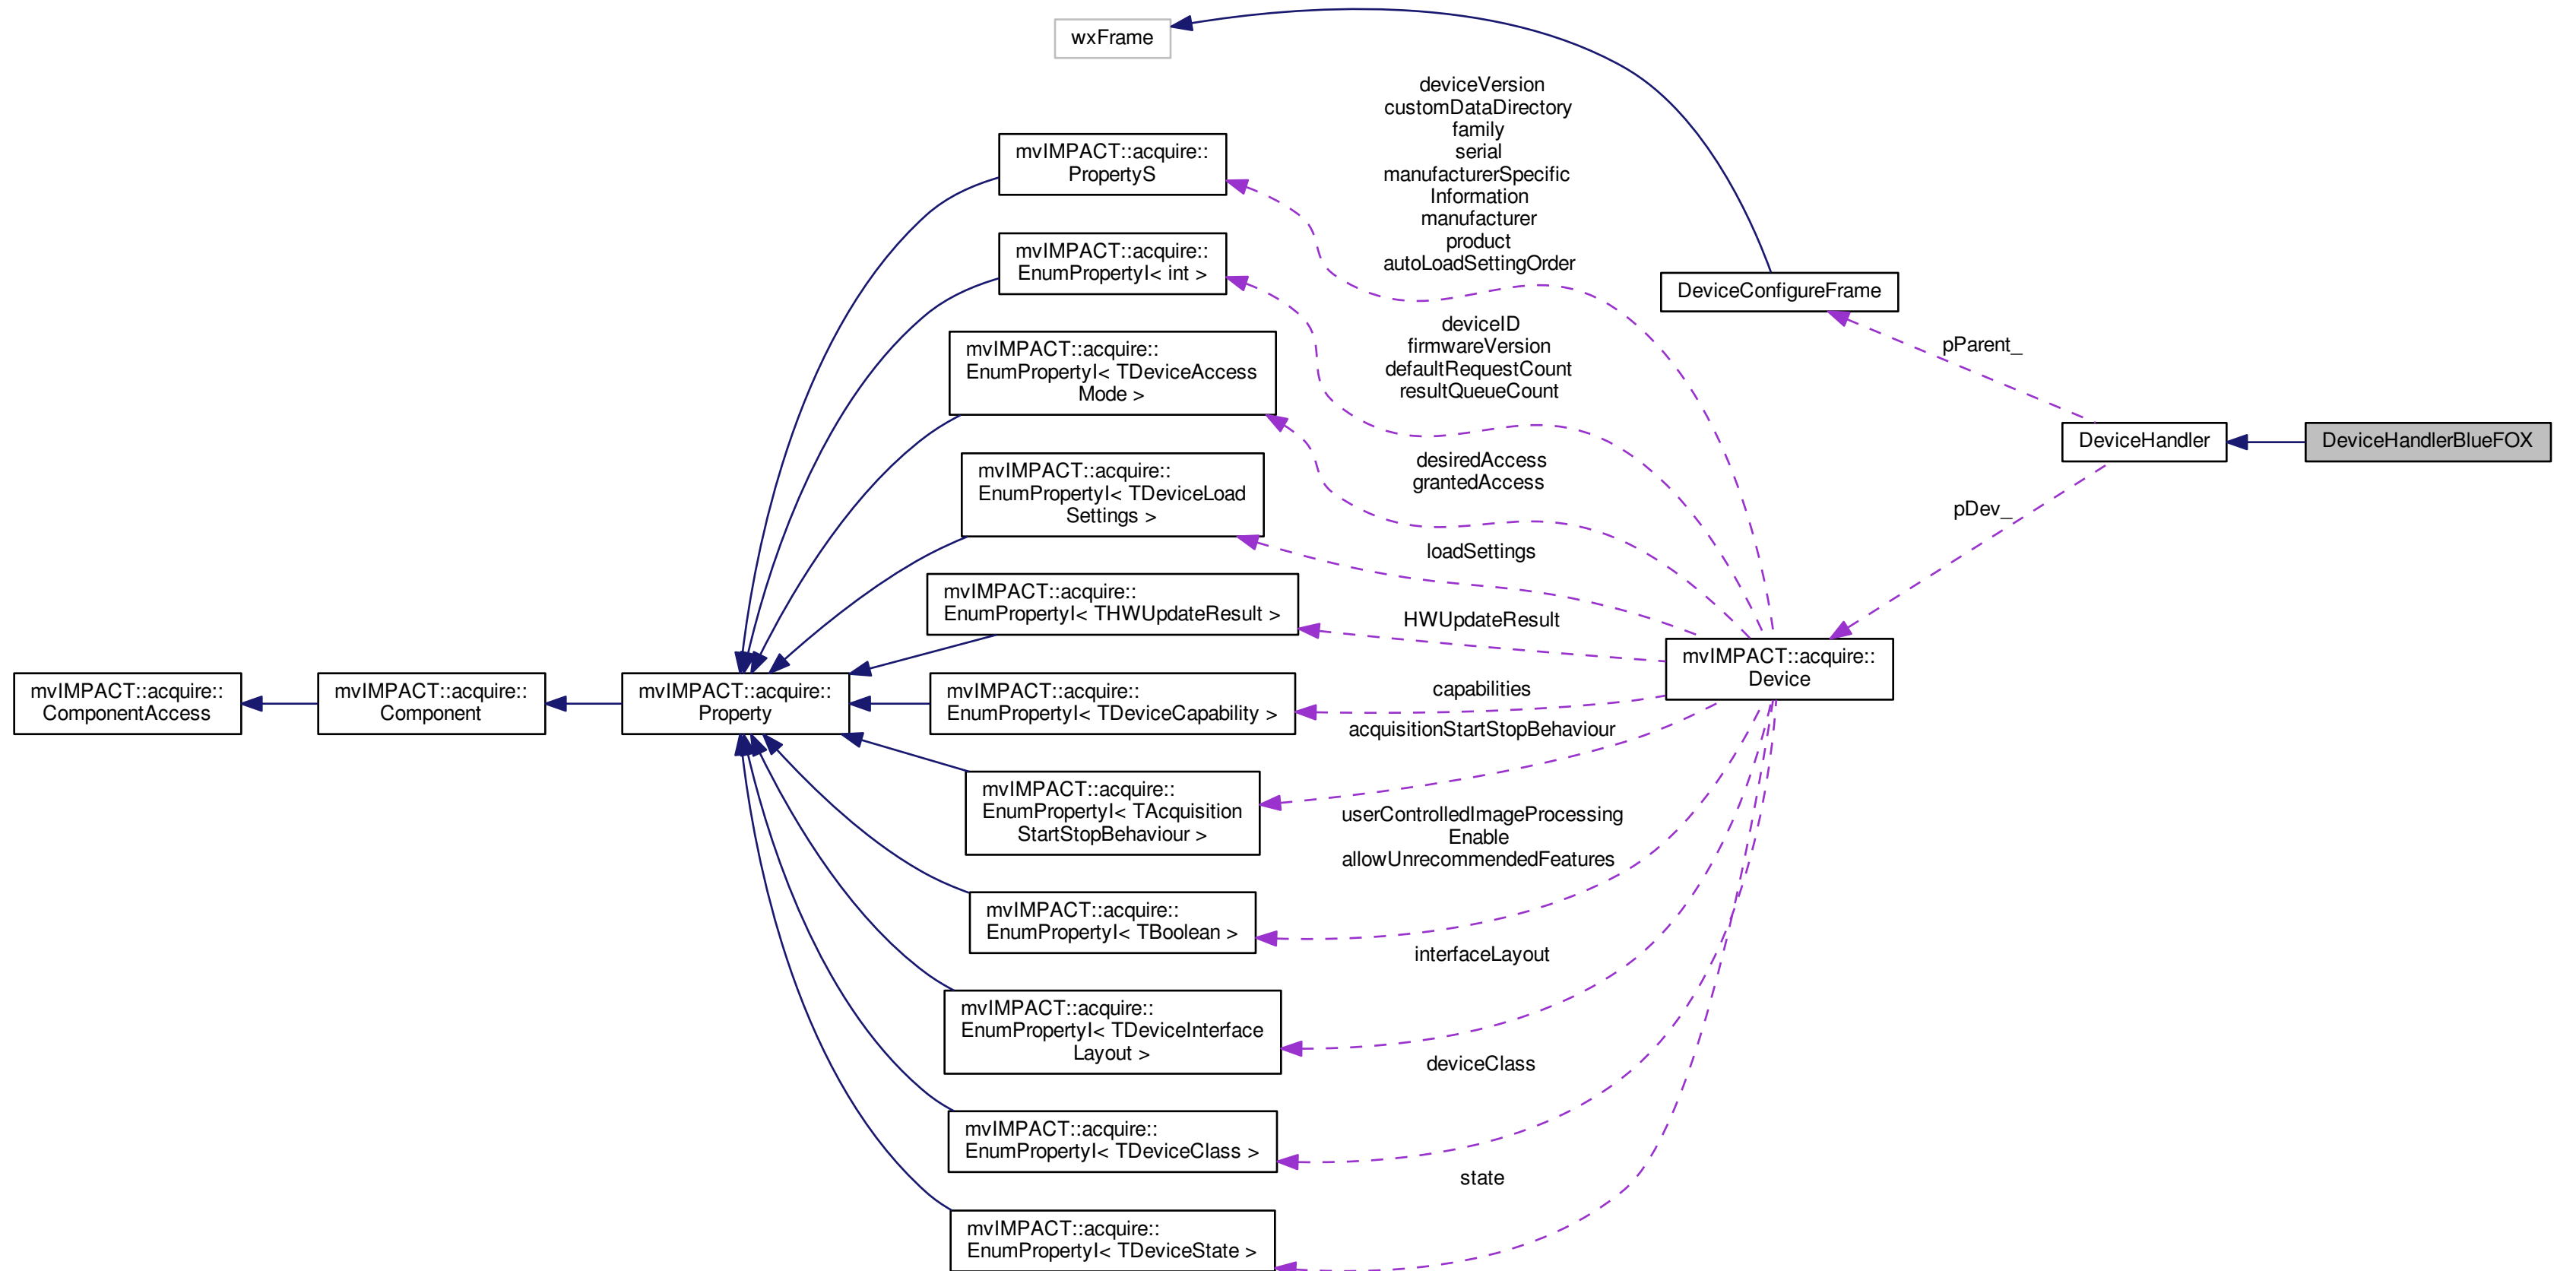 wxFrame
deviceVersion
customDataDirectory
family
serial
manufacturerSpecific
Information
manufacturer
product
autoLoadSettingOrder
mvIMPACT::acquire::
PropertyS
mvIMPACT::acquire::
EnumPropertyI< int >
DeviceConfigureFrame
deviceID
firmwareVersion
defaultRequestCount
resultQueueCount
pParent_
mvIMPACT::acquire::
EnumPropertyI< TDeviceAccess
Mode >
DeviceHandler
DeviceHandlerBlueFOX
desiredAccess
grantedAccess
mvIMPACT::acquire::
EnumPropertyI< TDeviceLoad
Settings >
pDev_
loadSettings
mvIMPACT::acquire::
EnumPropertyI< THWUpdateResult >
HWUpdateResult
mvIMPACT::acquire::
Device
mvIMPACT::acquire::
ComponentAccess
mvIMPACT::acquire::
Component
mvIMPACT::acquire::
Property
mvIMPACT::acquire::
EnumPropertyI< TDeviceCapability >
capabilities
acquisitionStartStopBehaviour
mvIMPACT::acquire::
EnumPropertyI< TAcquisition
StartStopBehaviour >
userControlledImageProcessing
Enable
allowUnrecommendedFeatures
mvIMPACT::acquire::
EnumPropertyI< TBoolean >
interfaceLayout
mvIMPACT::acquire::
EnumPropertyI< TDeviceInterface
Layout >
deviceClass
mvIMPACT::acquire::
EnumPropertyI< TDeviceClass >
state
mvIMPACT::acquire::
EnumPropertyI< TDeviceState >